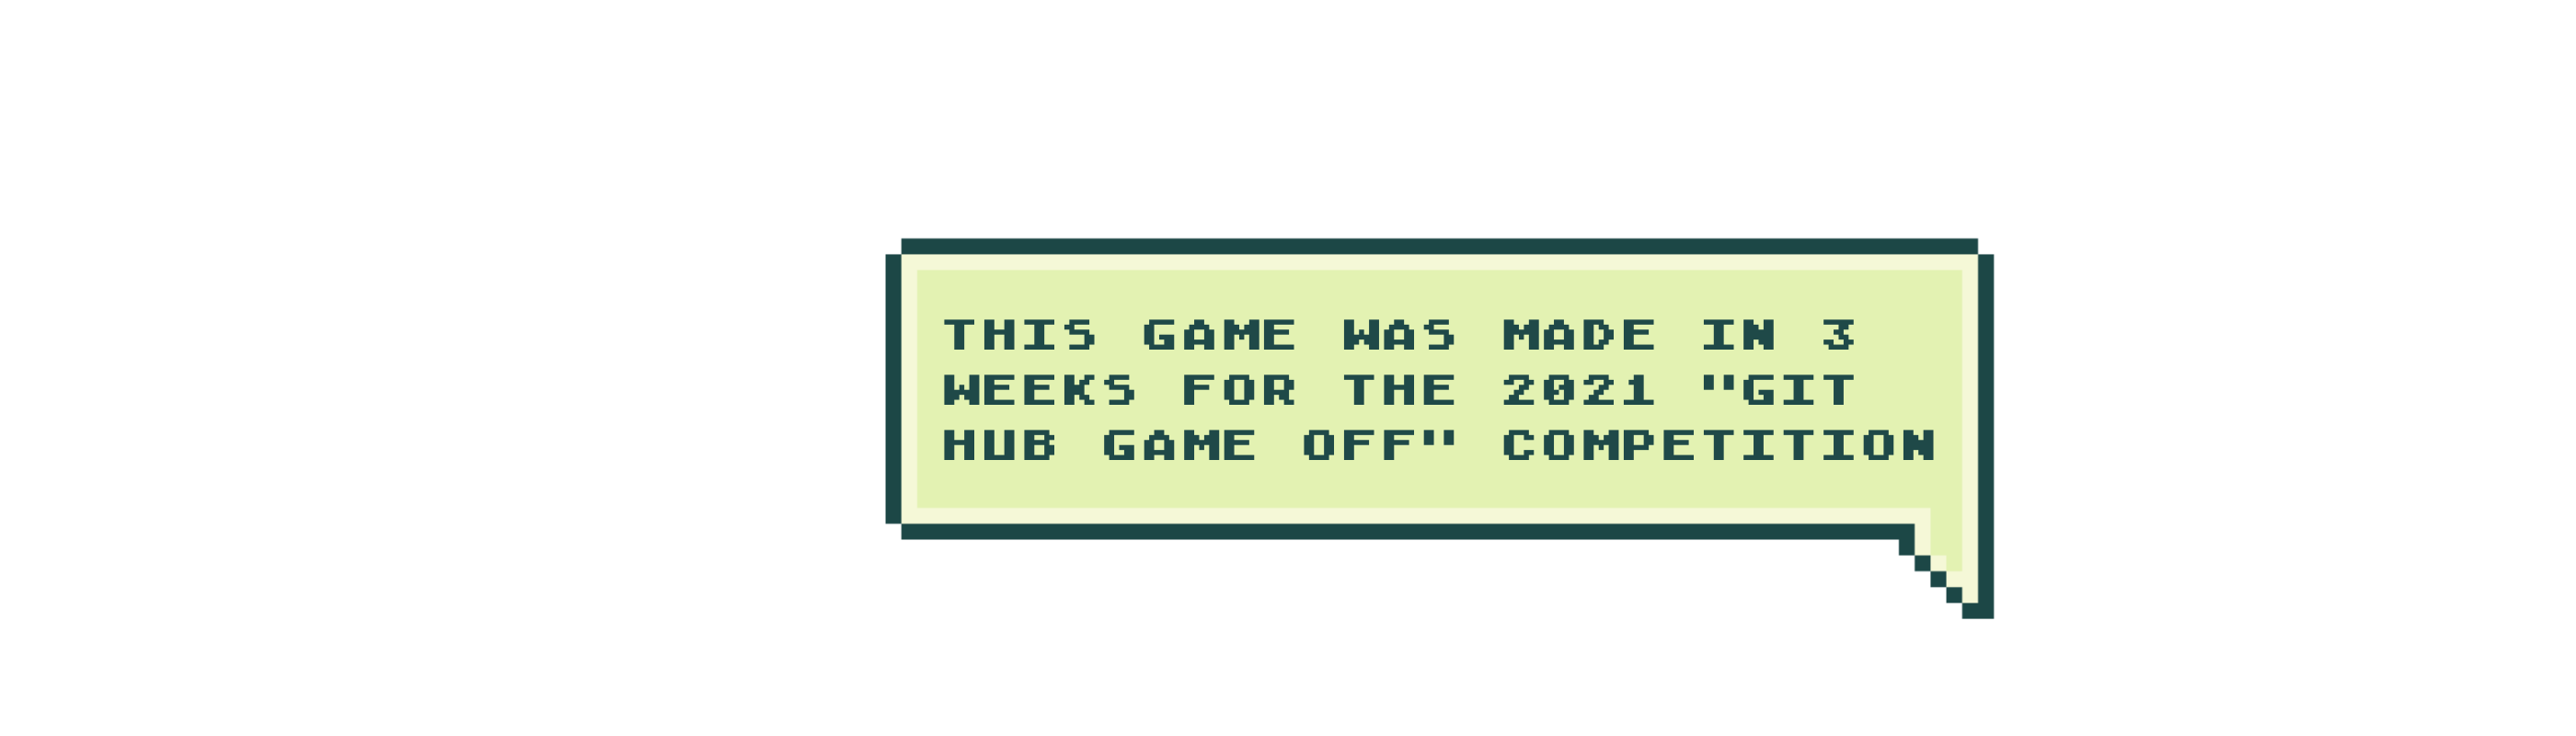 THIS GAME WAS MADE IN 3
WEEKS FOR THE 2021 "GIT
HUB GAME OFF" COMPETITION